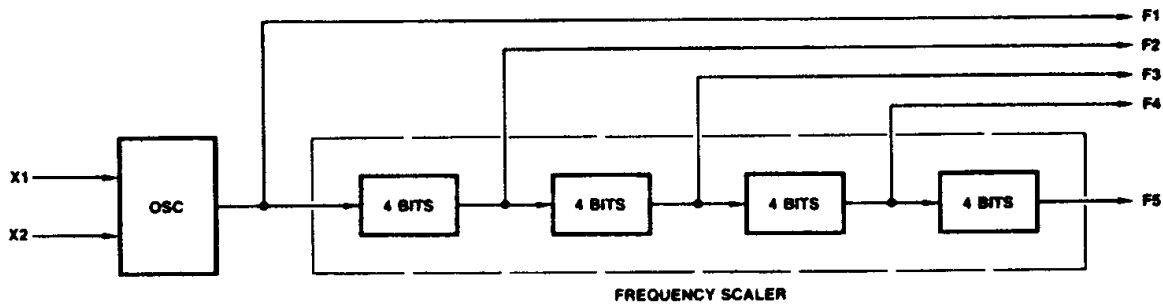 F1
F2
F3
F4
X1
OSC
4 BITS
4 BITS
4 BITS
4 BITS
F5
X2
FREQUENCY SCALER